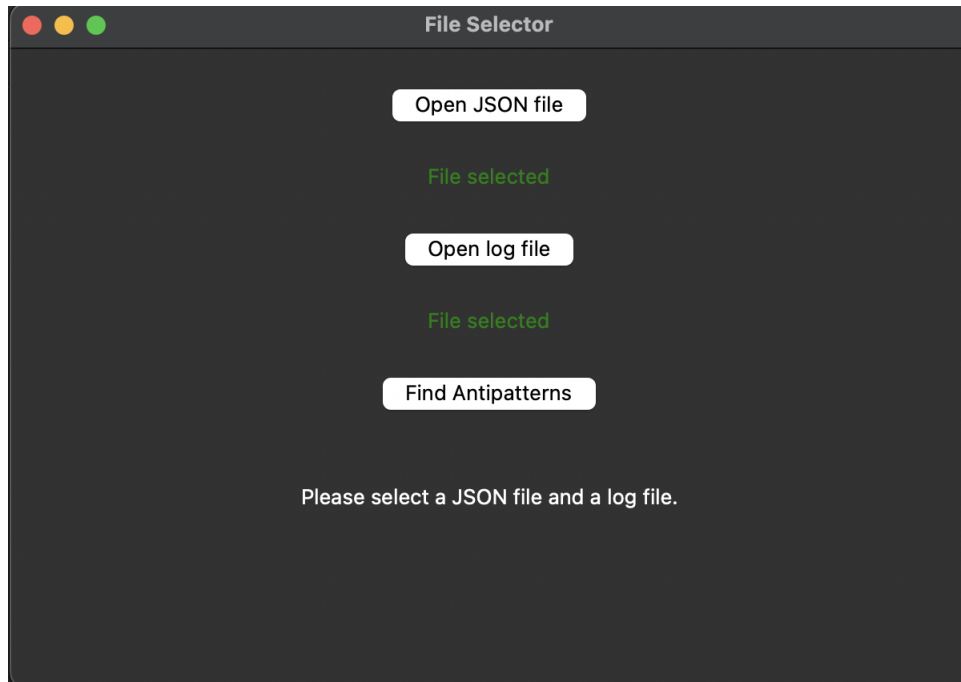 File Selector
Open JSON file
File selected
Open log file
File selected
Find Antipatterns
Please select a JSON file and a log file.